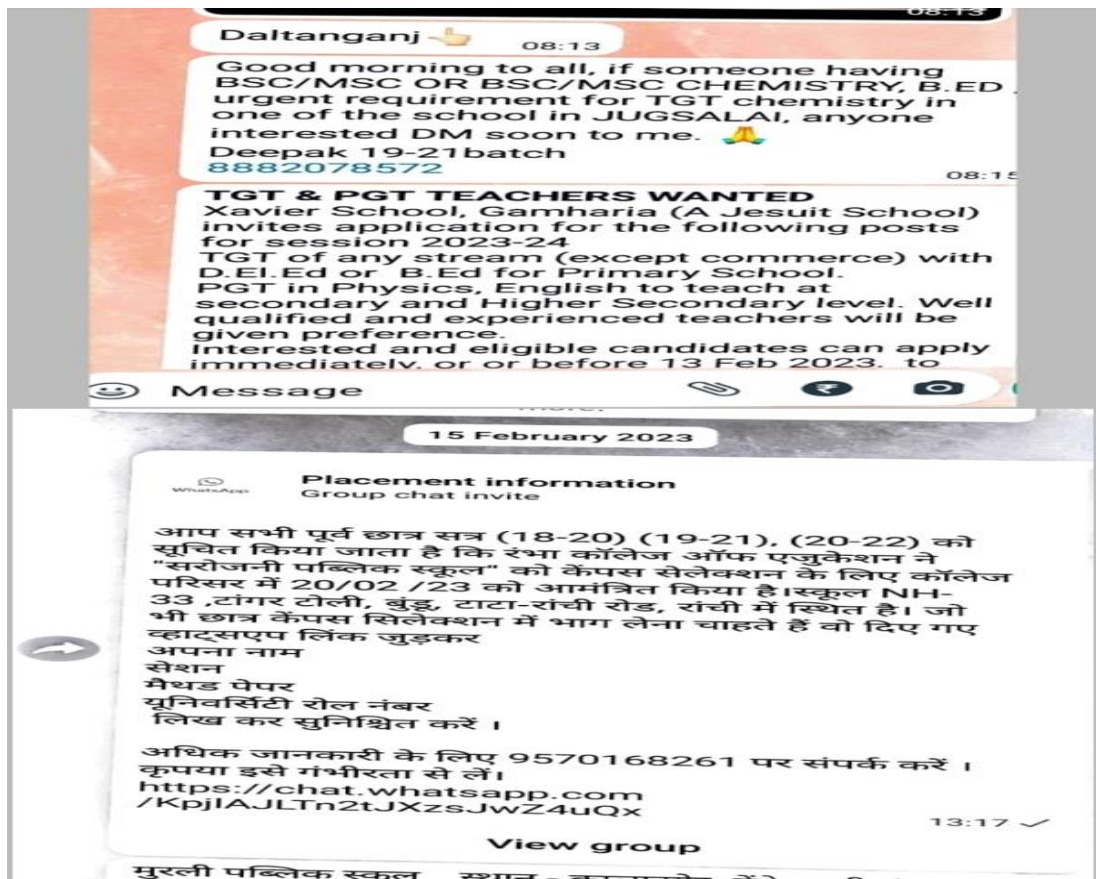 08:13
Daltanganj 👆
08:13
Good morning to all, if someone having
BSC/MSC OR BSC/MSC CHEMISTRY, B.ED ,
urgent requirement for TGT chemistry in
one of the school in JUGSALAI, anyone
interested DM soon to me. 🙏
Deepak 19-21batch
8882078572
08:15
TGT & PGT TEACHERS WANTED
Xavier School, Gamharia (A Jesuit School)
invites application for the following posts
for session 2023-24
TGT of any stream (except commerce) with
D.El.Ed or B.Ed for Primary School.
PGT in Physics, English to teach at
secondary and Higher Secondary level. Well
qualified and experienced teachers will be
given preference.
Interested and eligible candidates can apply
immediately, or or before 13 Feb 2023, to
Message
more.
15 February 2023
WhatsApp
Placement information
Group chat invite
आप सभी पूर्व छात्र सत्र (18-20) (19-21), (20-22) को
सूचित किया जाता है कि रंभा कॉलेज ऑफ एजुकेशन ने
"सरोजनी पब्लिक स्कूल" को केंपस सेलेक्शन के लिए कॉलेज
परिसर में 20/02 /23 को आमंत्रित किया है।स्कूल NH-
33 ,टांगर टोली, बुंडू, टाटा-रांची रोड, रांची में स्थित है। जो
भी छात्र केंपस सिलेक्शन में भाग लेना चाहते हैं वो दिए गए
व्हाट्सएप लिंक जुड़कर
अपना नाम
सेशन
मैथड पेपर
यूनिवर्सिटी रोल नंबर
लिख कर सुनिश्चित करें ।
अधिक जानकारी के लिए 9570168261 पर संपर्क करें ।
कृपया इसे गंभीरता से लें।
https://chat.whatsapp.com
/KpjIAJLTn2tJXzsJwZ4uQx
13:17
View group
मुरली पब्लिक स्कूल स्थान -